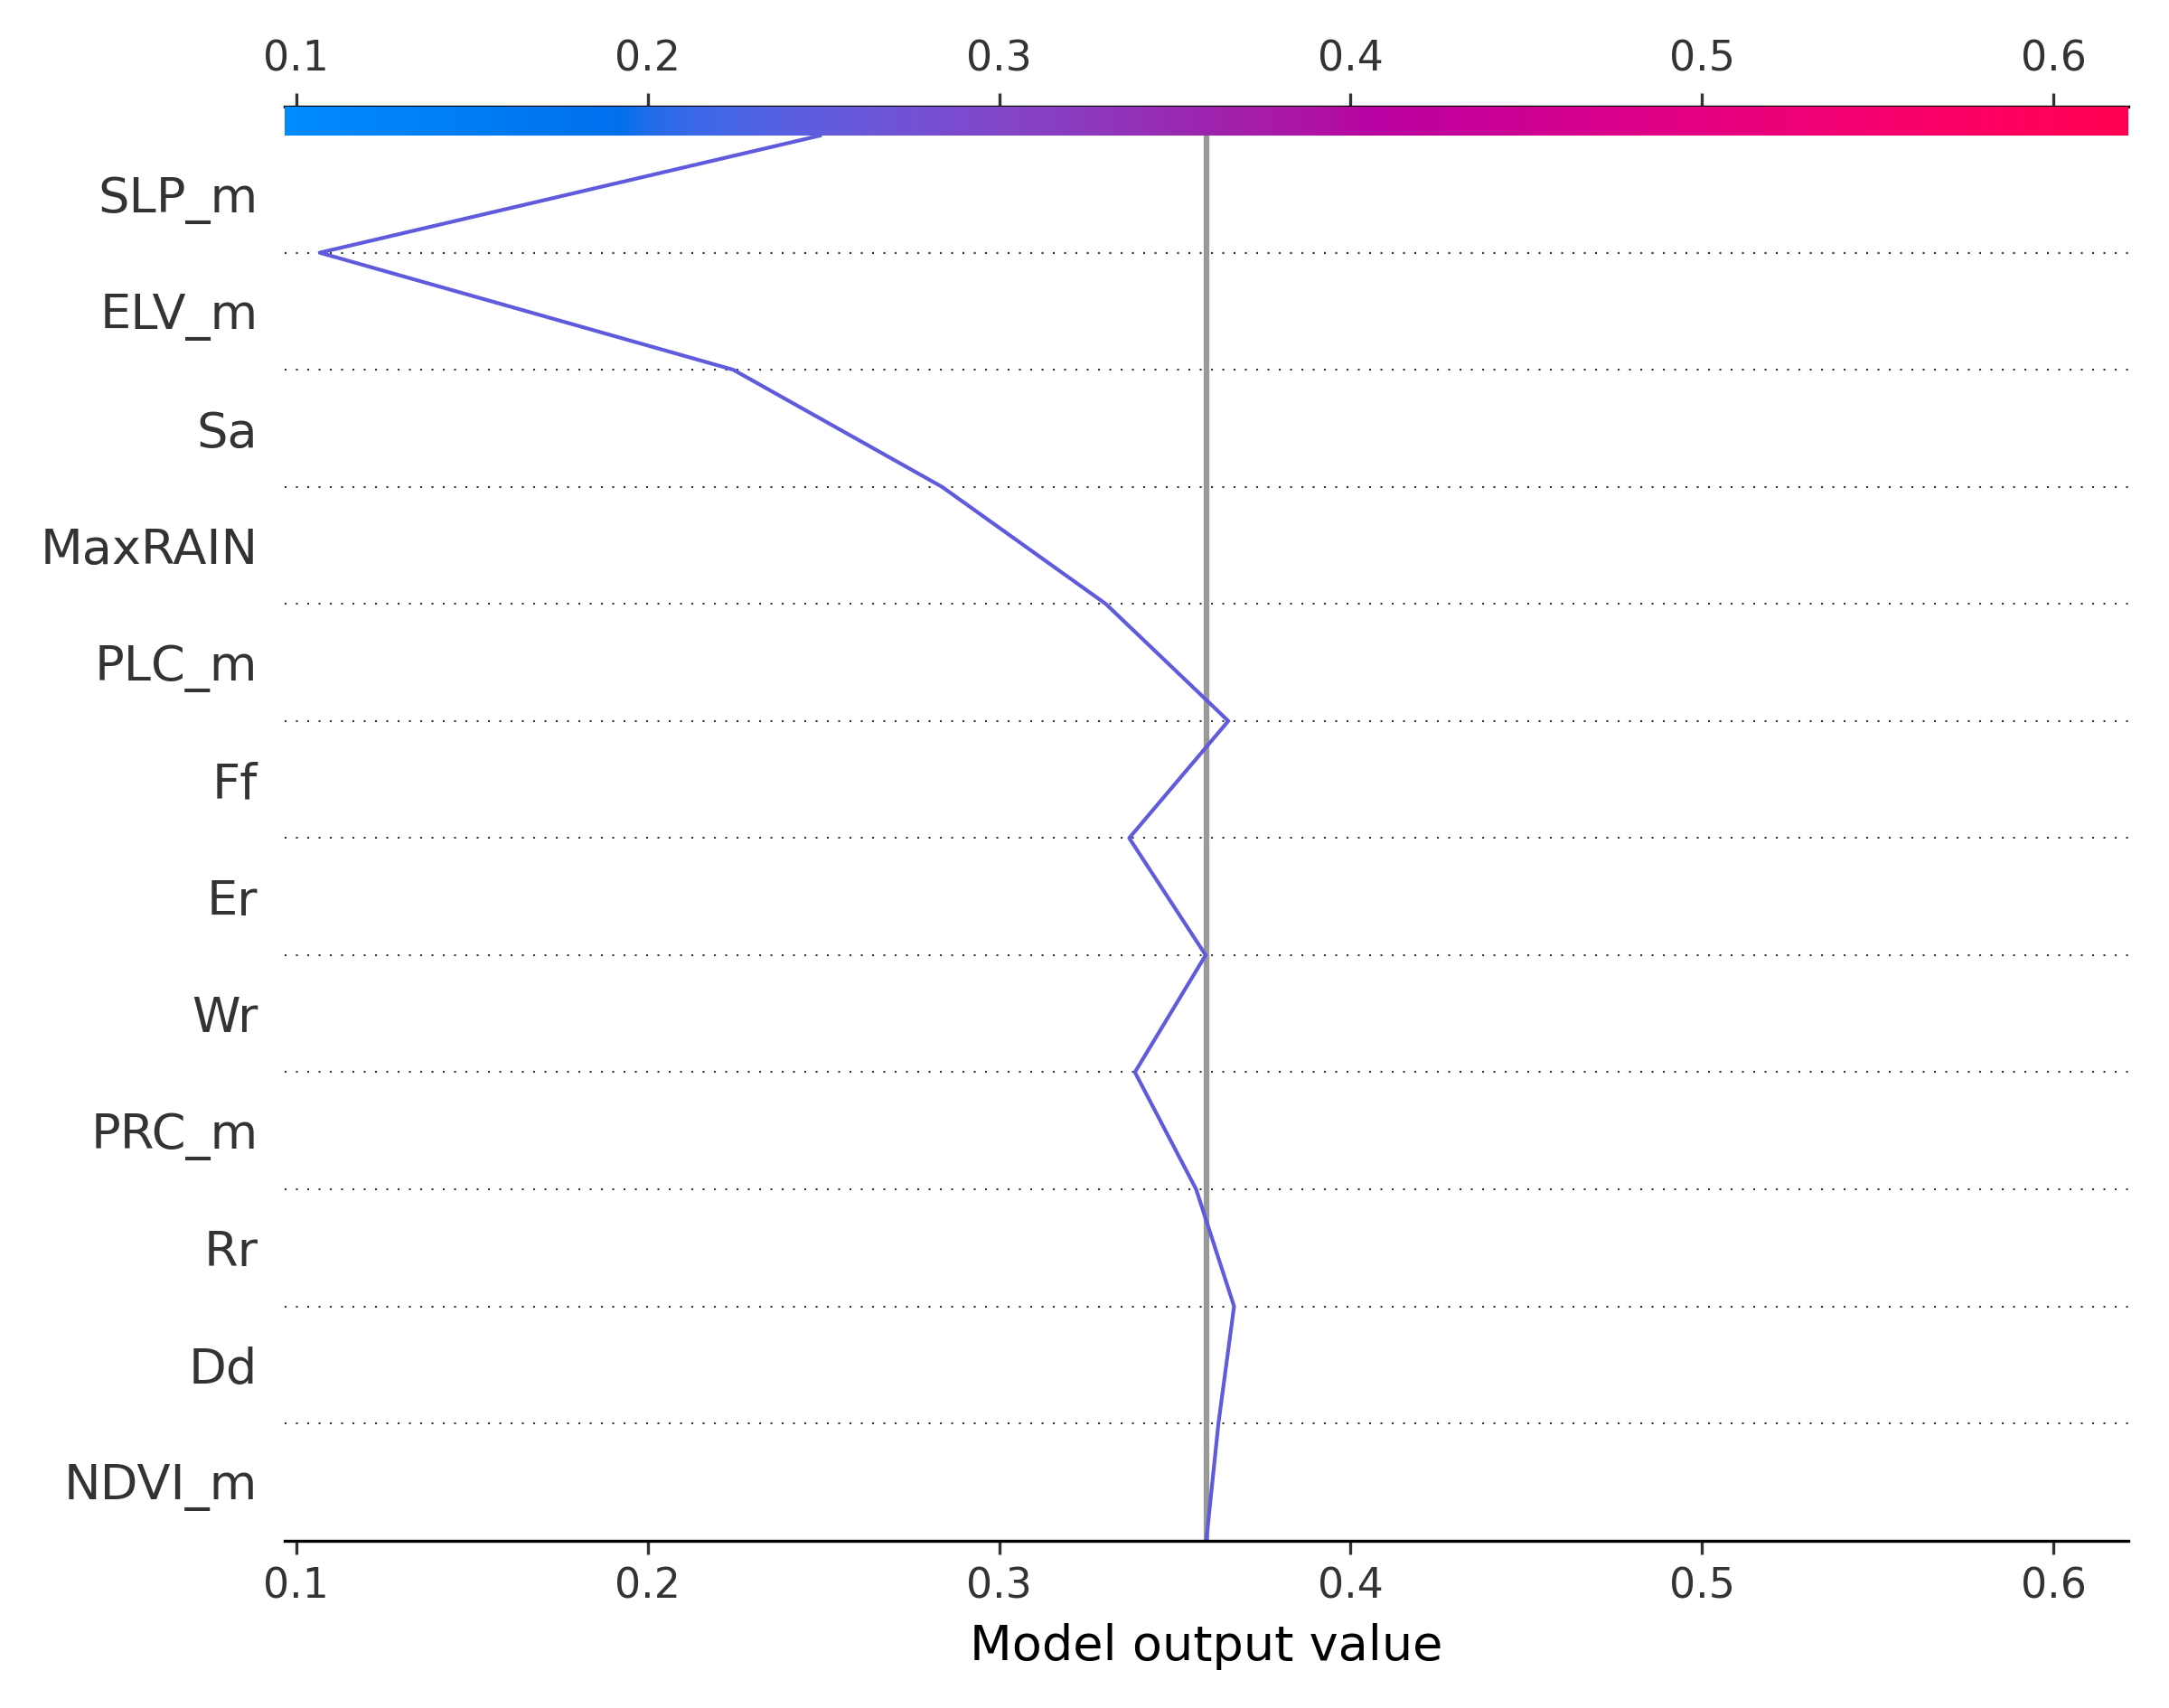 0.1 0.2 0.3 0.4 0.5 0.6
SLP_m
ELV_m
Sa
MaxRAIN
PLC_m
Ff
Er
Wr
PRC_m
Rr
Dd
NDVI_m
0.1 0.2 0.3 0.4 0.5 0.6
Model output value